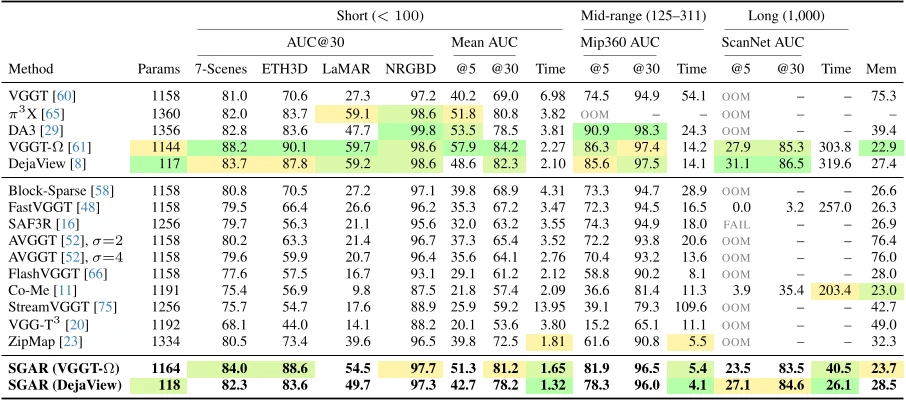 Short (< 100) Mid-range (125–311) Long (1,000)
AUC@30 Mean AUC Mip360 AUC ScanNet AUC
Method Params 7-Scenes ETH3D LaMAR NRGBD @5 @30 Time @5 @30 Time @5 @30 Time Mem
VGGT [60] 1158 81.0 70.6 27.3 97.2 40.2 69.0 6.98 74.5 94.9 54.1 OOM – – 75.3
π³X [65] 1360 82.0 83.7 59.1 98.6 51.8 80.8 3.82 OOM – – OOM – – –
DA3 [29] 1356 82.8 83.6 47.7 99.8 53.5 78.5 3.81 90.9 98.3 24.3 OOM – – 39.4
VGGT-Ω [61] 1144 88.2 90.1 59.7 98.6 57.9 84.2 2.27 86.3 97.4 14.2 27.9 85.3 303.8 22.9
DejaView [8] 117 83.7 87.8 59.2 98.6 48.6 82.3 2.10 85.6 97.5 14.1 31.1 86.5 319.6 27.4
Block-Sparse [58] 1158 80.8 70.5 27.2 97.1 39.8 68.9 4.31 73.3 94.7 28.9 OOM – – 26.6
FastVGGT [48] 1158 79.5 66.4 26.6 96.2 35.3 67.2 3.47 72.3 94.5 16.5 0.0 3.2 257.0 26.3
SAF3R [16] 1256 79.7 56.3 21.1 95.6 32.0 63.2 3.55 74.3 94.9 18.0 FAIL – – 26.9
AVGGT [52], σ=2 1158 80.2 63.3 21.4 96.7 37.3 65.4 3.52 72.2 93.8 20.6 OOM – – 76.4
AVGGT [52], σ=4 1158 79.6 59.9 20.7 96.4 35.6 64.1 2.76 70.4 93.2 13.6 OOM – – 76.0
FlashVGGT [66] 1158 77.6 57.5 16.7 93.1 29.1 61.2 2.12 58.8 90.2 8.1 OOM – – 28.0
Co-Me [11] 1191 75.4 56.9 9.8 87.5 21.8 57.4 2.09 36.6 81.4 11.3 3.9 35.4 203.4 23.0
StreamVGGT [75] 1256 75.7 54.7 17.6 88.9 25.9 59.2 13.95 39.1 79.3 109.6 OOM – – 42.7
VGG-T³ [20] 1192 68.1 44.0 14.1 88.2 20.1 53.6 3.80 15.2 65.1 11.1 OOM – – 49.0
ZipMap [23] 1334 80.5 73.4 39.6 96.5 39.8 72.5 1.81 61.6 90.8 5.5 OOM – – 32.3
SGAR (VGGT-Ω) 1164 84.0 88.6 54.5 97.7 51.3 81.2 1.65 81.9 96.5 5.4 23.5 83.5 40.5 23.7
SGAR (DejaView) 118 82.3 83.6 49.7 97.3 42.7 78.2 1.32 78.3 96.0 4.1 27.1 84.6 26.1 28.5